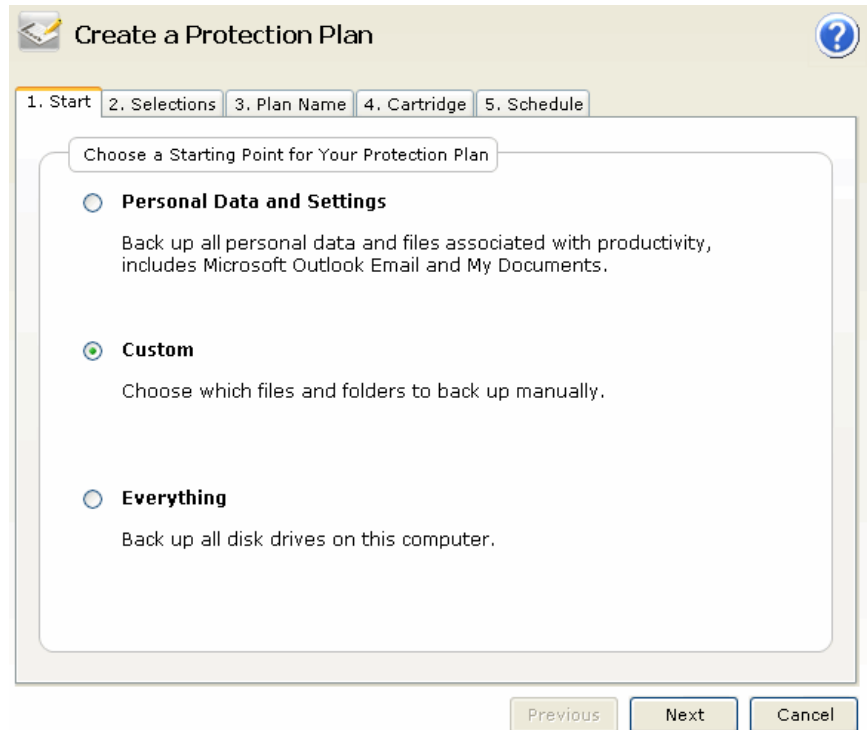 Create a Protection Plan
1. Start
2. Selections
3. Plan Name
4. Cartridge
5. Schedule
Choose a Starting Point for Your Protection Plan
Personal Data and Settings
Back up all personal data and files associated with productivity,
includes Microsoft Outlook Email and My Documents.
Custom
Choose which files and folders to back up manually.
Everything
Back up all disk drives on this computer.
Previous
Next
Cancel